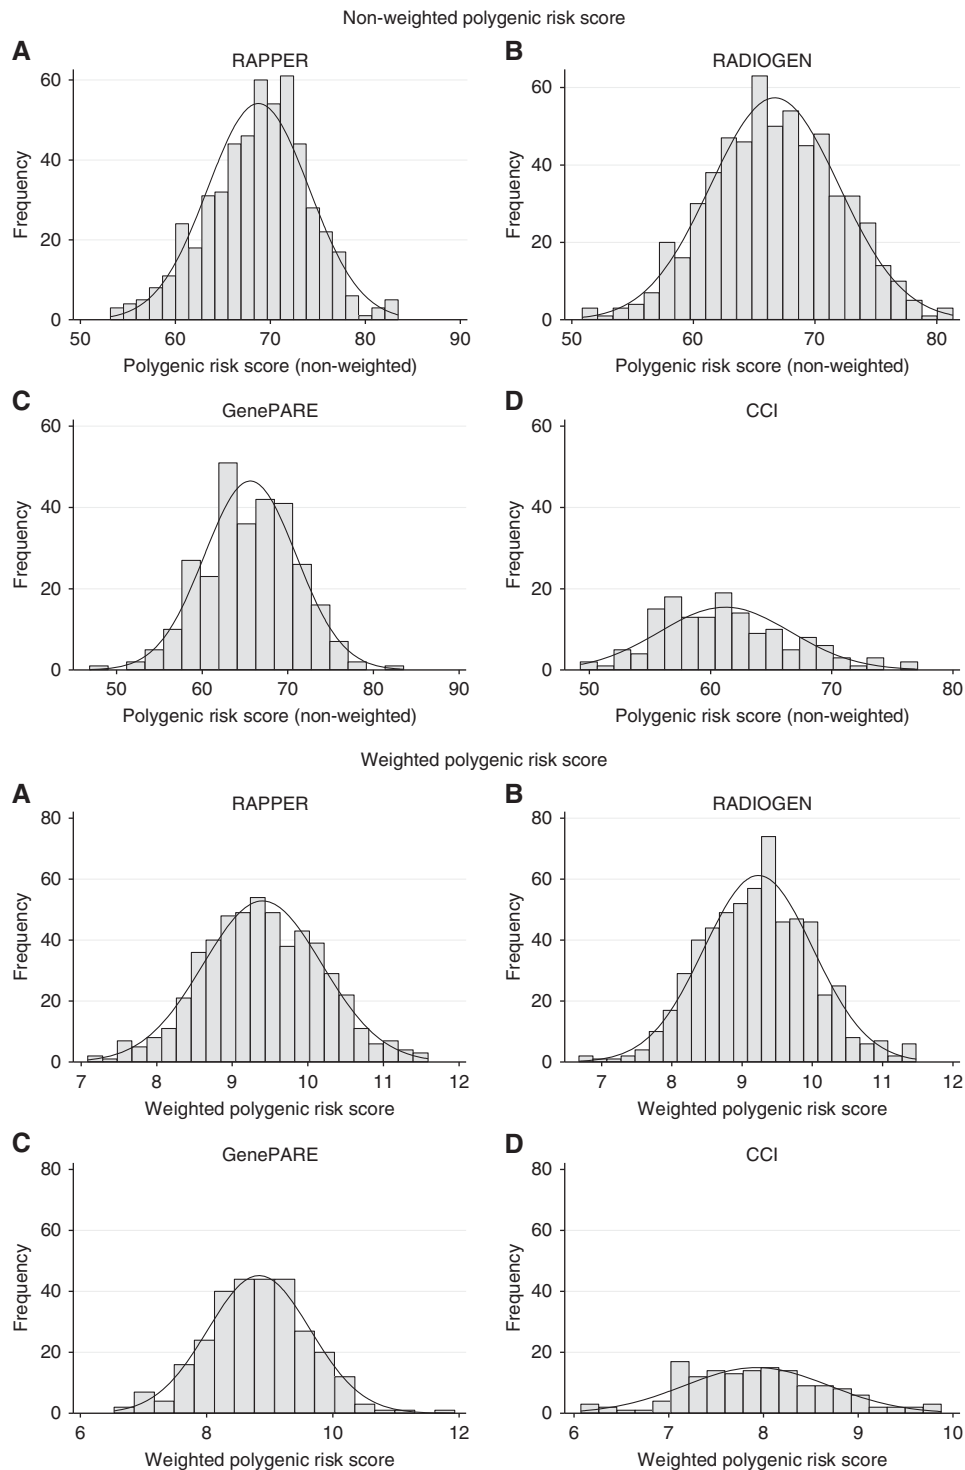 Non-weighted polygenic risk score
A
RAPPER
60
40
20
0
Frequency
50 60 70 80 90
Polygenic risk score (non-weighted)
B
RADIOGEN
60
40
20
0
Frequency
50 60 70 80
Polygenic risk score (non-weighted)
C
GenePARE
60
40
20
0
Frequency
50 60 70 80 90
Polygenic risk score (non-weighted)
D
CCI
60
40
20
0
Frequency
50 60 70 80
Polygenic risk score (non-weighted)
Weighted polygenic risk score
A
RAPPER
80
60
40
20
0
Frequency
7 8 9 10 11 12
Weighted polygenic risk score
B
RADIOGEN
80
60
40
20
0
Frequency
7 8 9 10 11 12
Weighted polygenic risk score
C
GenePARE
80
60
40
20
0
Frequency
6 8 10 12
Weighted polygenic risk score
D
CCI
80
60
40
20
0
Frequency
6 7 8 9 10
Weighted polygenic risk score